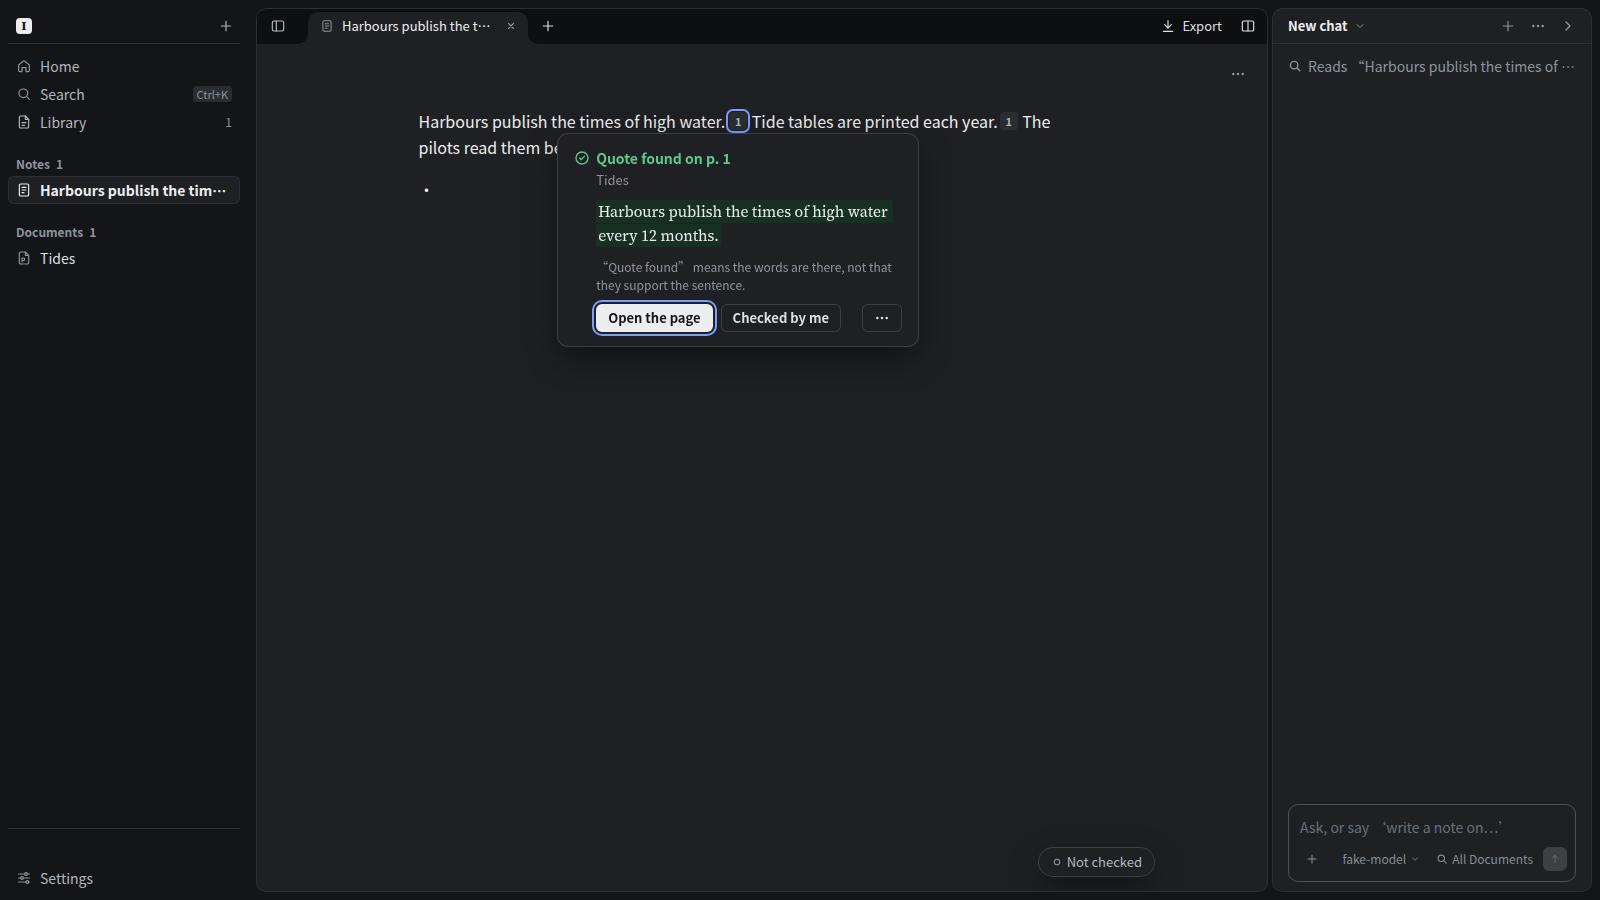 I
Home
Search Ctrl+K
Library 1
Notes 1
Harbours publish the tim···
Documents 1
Tides
Settings
Harbours publish the t···
Export
Harbours publish the times of high water. 1 Tide tables are printed each year. 1 The
pilots read them be
Quote found on p. 1
Tides
Harbours publish the times of high water
every 12 months.
“Quote found” means the words are there, not that
they support the sentence.
Open the page
Checked by me
Not checked
New chat
Reads “Harbours publish the times of ···
Ask, or say ‘write a note on…’
fake-model
All Documents